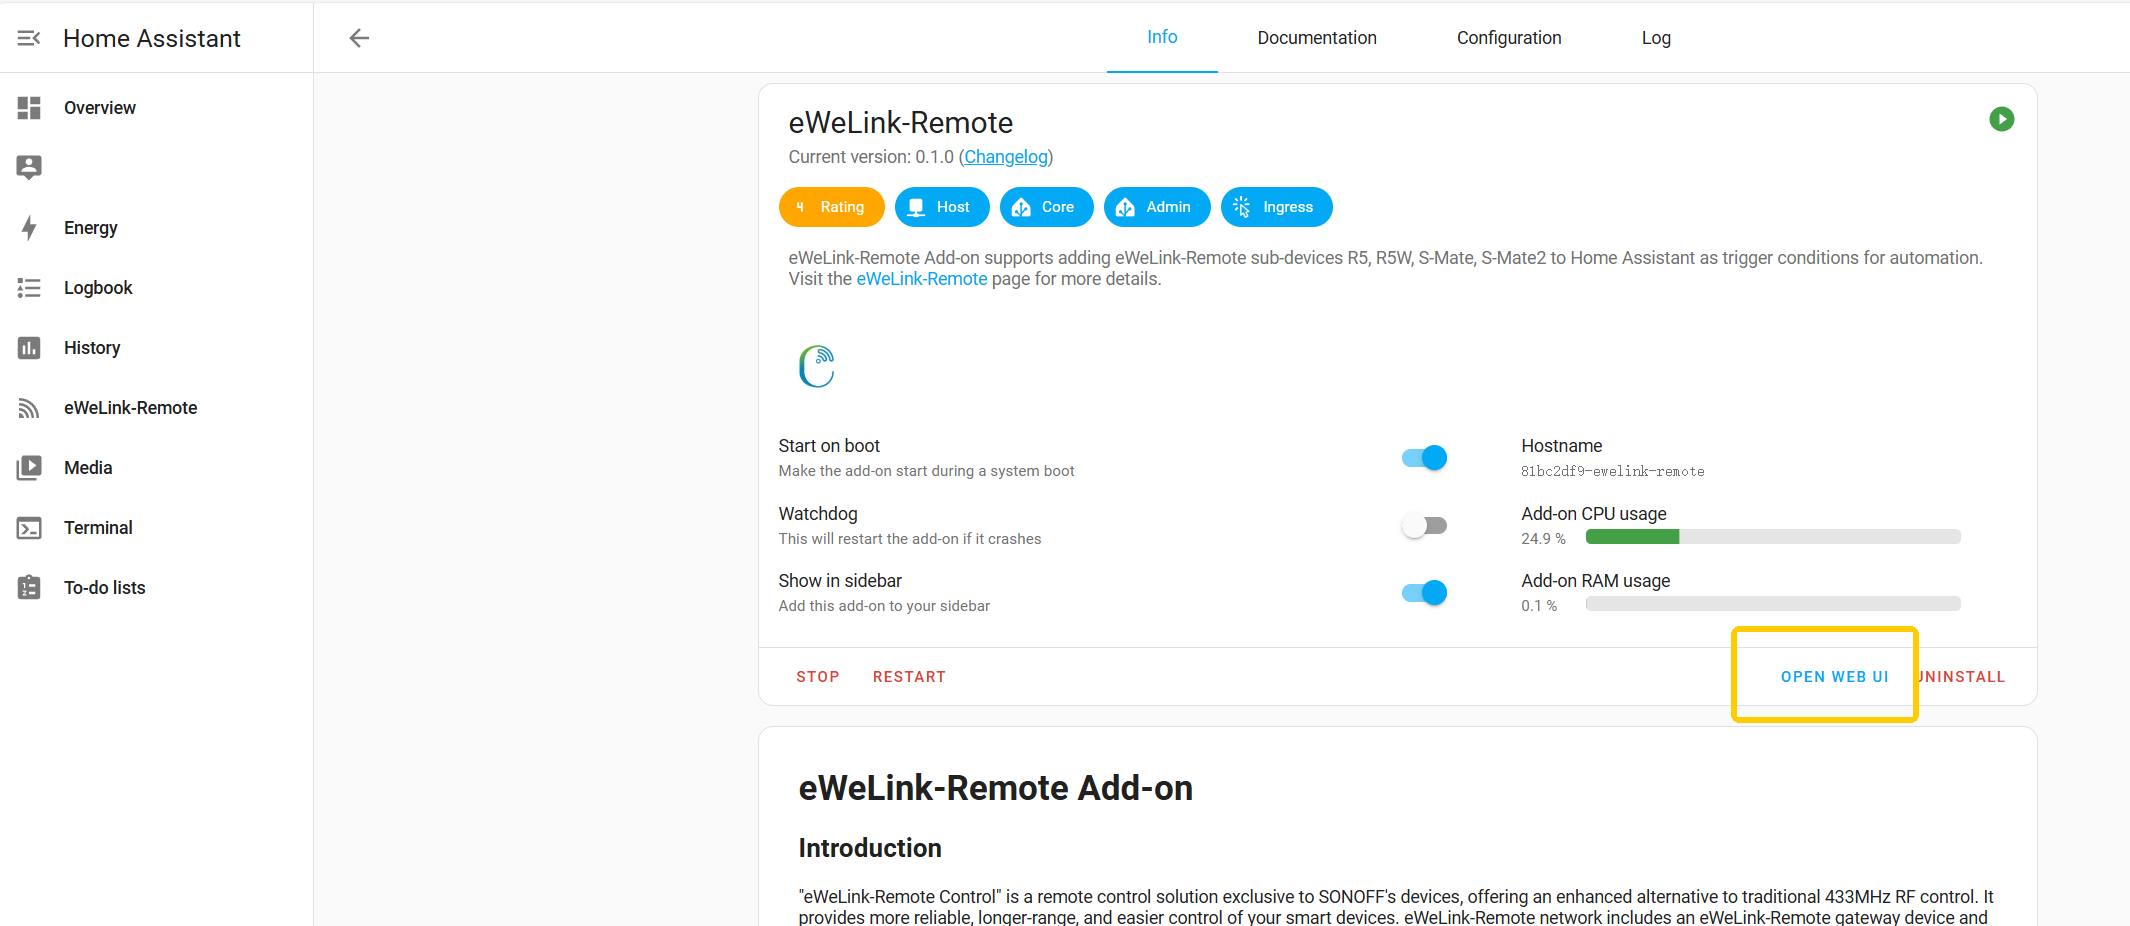 Home Assistant
Info
Documentation
Configuration
Log
Overview
Energy
Logbook
History
eWeLink-Remote
Media
Terminal
To-do lists
eWeLink-Remote
Current version: 0.1.0 (Changelog)
4 Rating
Host
Core
Admin
Ingress
eWeLink-Remote Add-on supports adding eWeLink-Remote sub-devices R5, R5W, S-Mate, S-Mate2 to Home Assistant as trigger conditions for automation.
Visit the eWeLink-Remote page for more details.
Start on boot
Make the add-on start during a system boot
Hostname
81bc2df9-ewelink-remote
Watchdog
This will restart the add-on if it crashes
Add-on CPU usage
24.9 %
Show in sidebar
Add this add-on to your sidebar
Add-on RAM usage
0.1 %
STOP
RESTART
OPEN WEB UI
UNINSTALL
eWeLink-Remote Add-on
Introduction
"eWeLink-Remote Control" is a remote control solution exclusive to SONOFF's devices, offering an enhanced alternative to traditional 433MHz RF control. It
provides more reliable, longer-range, and easier control of your smart devices. eWeLink-Remote network includes an eWeLink-Remote gateway device and